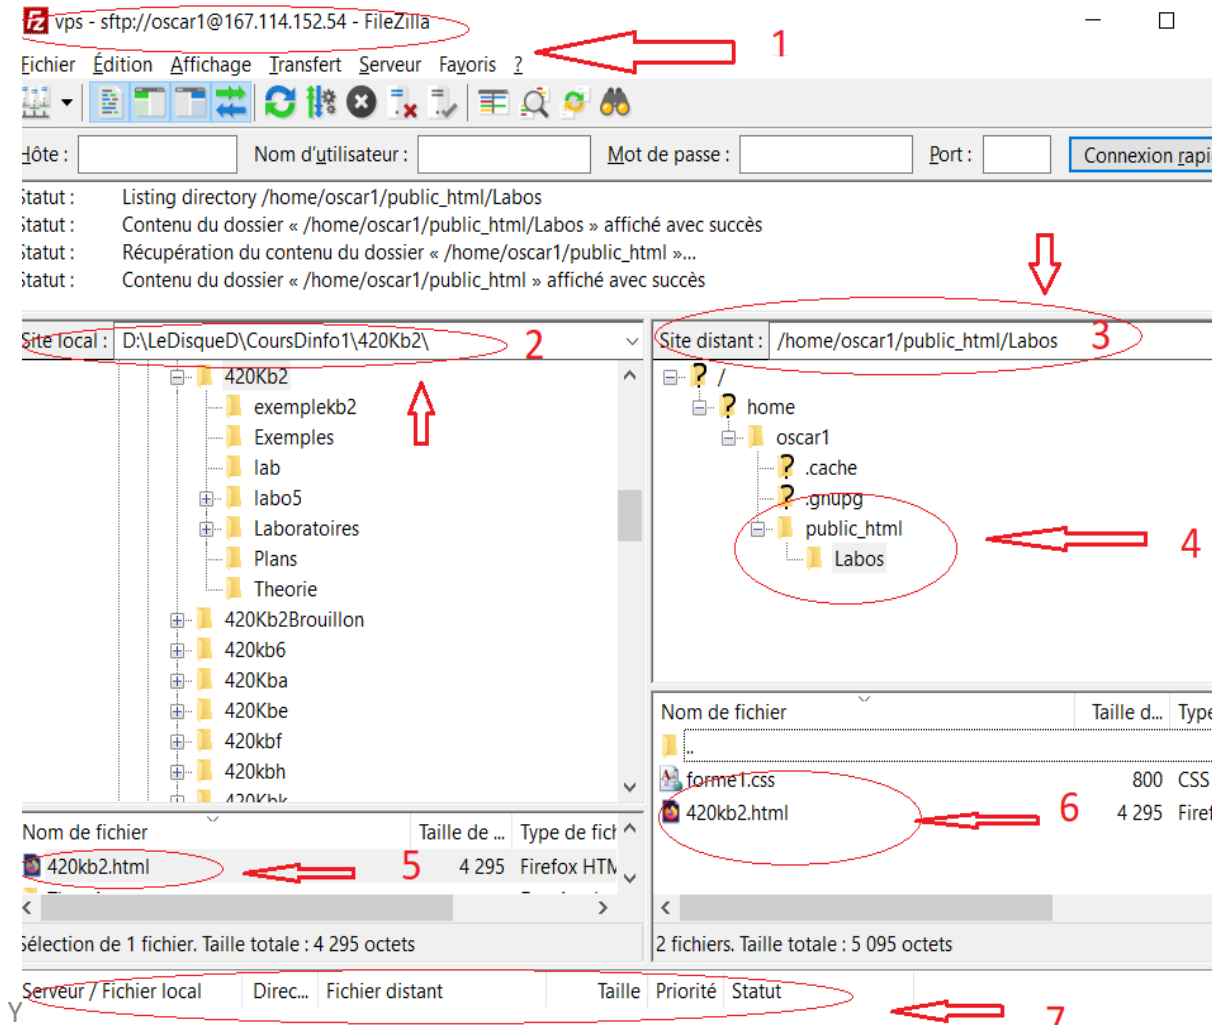 vps - sftp://oscar1@167.114.152.54 - FileZilla
1
Fichier Édition Affichage Transfert Serveur Favoris ?
Hôte : Nom d'utilisateur : Mot de passe : Port : Connexion rapi
Statut : Listing directory /home/oscar1/public_html/Labos
Statut : Contenu du dossier « /home/oscar1/public_html/Labos » affiché avec succès
Statut : Récupération du contenu du dossier « /home/oscar1/public_html »...
Statut : Contenu du dossier « /home/oscar1/public_html » affiché avec succès
Site local : D:\LeDisqueD\CoursDinfo1\420Kb2\ 2
420Kb2
exemplekb2
Exemples
lab
labo5
Laboratoires
Plans
Theorie
420Kb2Brouillon
420kb6
420Kba
420Kbe
420kbf
420kbh
420Kbk
Site distant : /home/oscar1/public_html/Labos 3
/
home
oscar1
.cache
.gnupg
public_html
Labos
4
Nom de fichier Taille de ... Type de fich
420kb2.html 5 4 295 Firefox HTM
Sélection de 1 fichier. Taille totale : 4 295 octets
Nom de fichier Taille d... Type
..
forme1.css 800 CSS
420kb2.html 6 4 295 Firef
2 fichiers. Taille totale : 5 095 octets
Serveur / Fichier local Direc... Fichier distant Taille Priorité Statut
Y
7